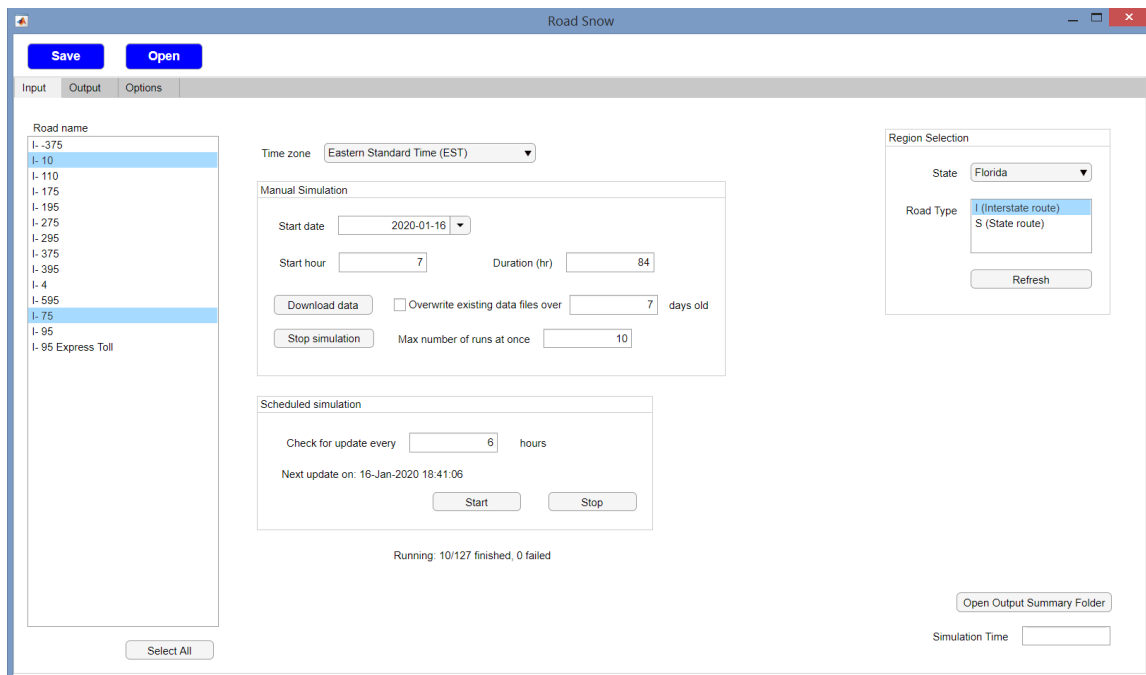 Road Snow
Save
Open
Input
Output
Options
Road name
I- -375
I- 10
I- 110
I- 175
I- 195
I- 275
I- 295
I- 375
I- 395
I- 4
I- 595
I- 75
I- 95
I- 95 Express Toll
Select All
Time zone
Eastern Standard Time (EST)
Manual Simulation
Start date
2020-01-16
Start hour
7
Duration (hr)
84
Download data
Overwrite existing data files over
7
days old
Stop simulation
Max number of runs at once
10
Scheduled simulation
Check for update every
6
hours
Next update on: 16-Jan-2020 18:41:06
Start
Stop
Running: 10/127 finished, 0 failed
Region Selection
State
Florida
Road Type
I (Interstate route)
S (State route)
Refresh
Open Output Summary Folder
Simulation Time